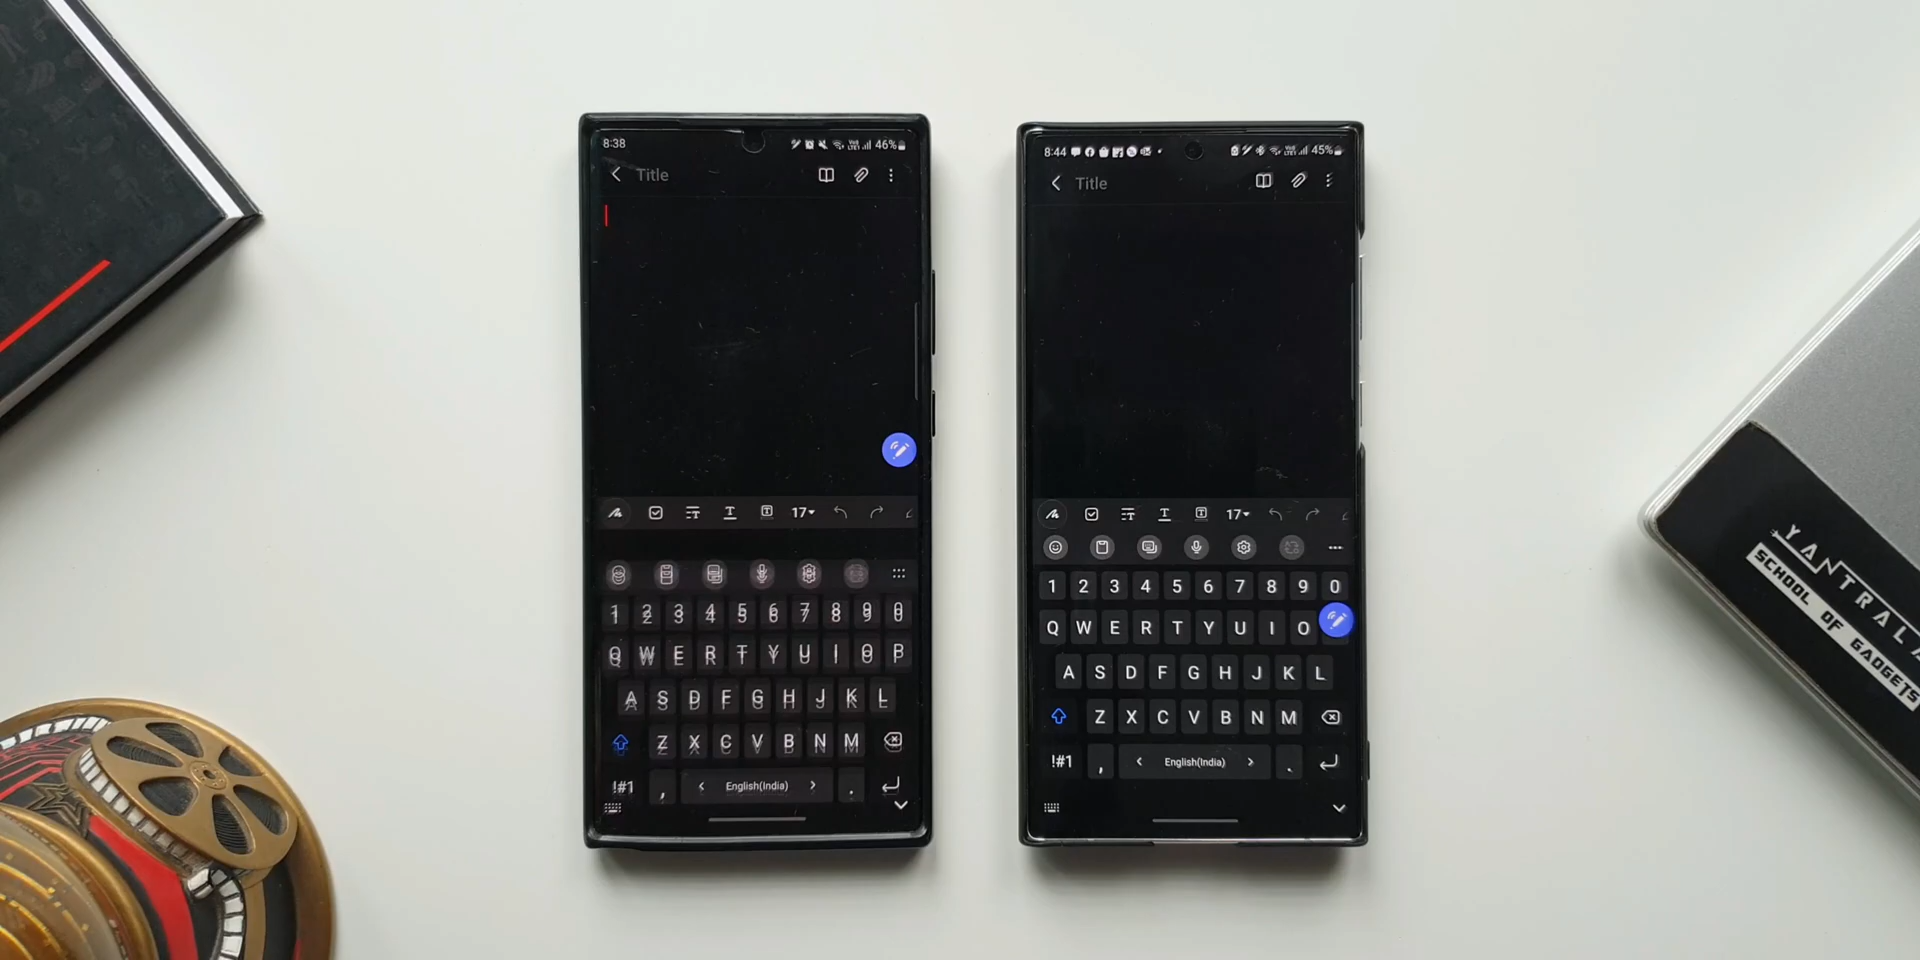 8:38
46%
Title
17
1 2 3 4 5 6 7 8 9 0
Q W E R T Y U I O P
A S D F G H J K L
Z X C V B N M
!#1 , < English(India) > .
8:44
45%
Title
17
1 2 3 4 5 6 7 8 9 0
Q W E R T Y U I O
A S D F G H J K L
Z X C V B N M
!#1 , < English(India) > .
YANTRALA
SCHOOL OF GADGETS